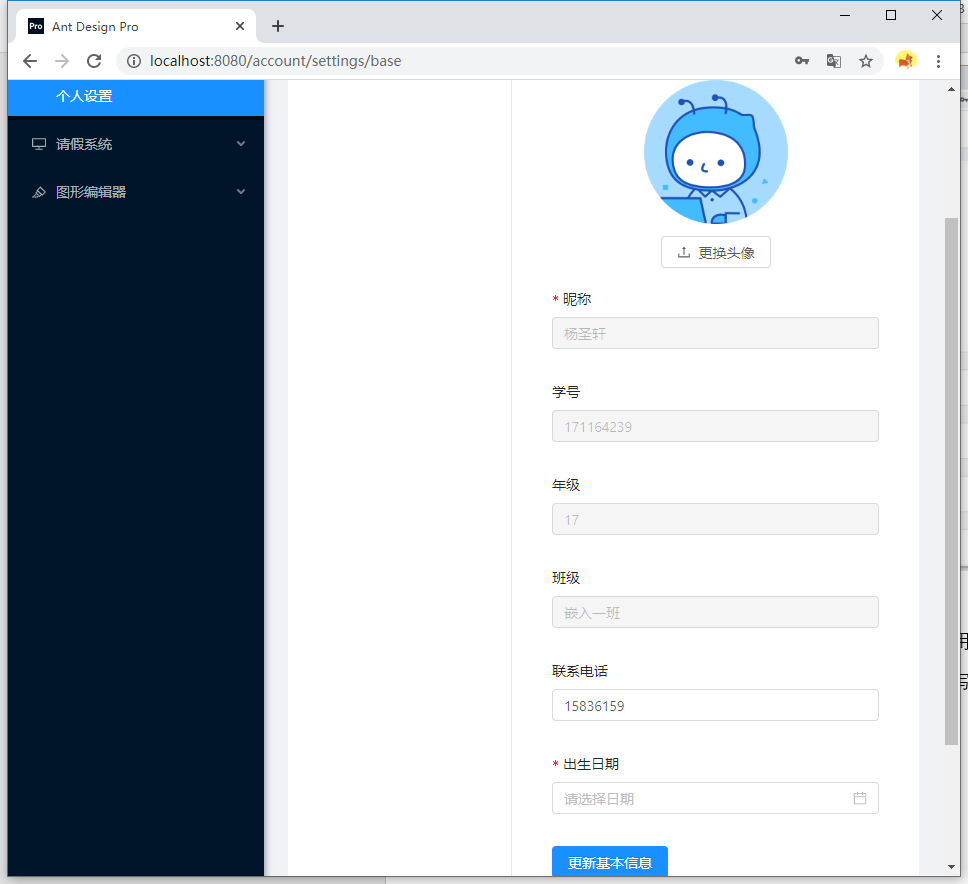 Pro Ant Design Pro
localhost:8080/account/settings/base
个人设置
请假系统
图形编辑器
更换头像
* 昵称
杨圣轩
学号
171164239
年级
17
班级
嵌入一班
联系电话
15836159
* 出生日期
请选择日期
更新基本信息